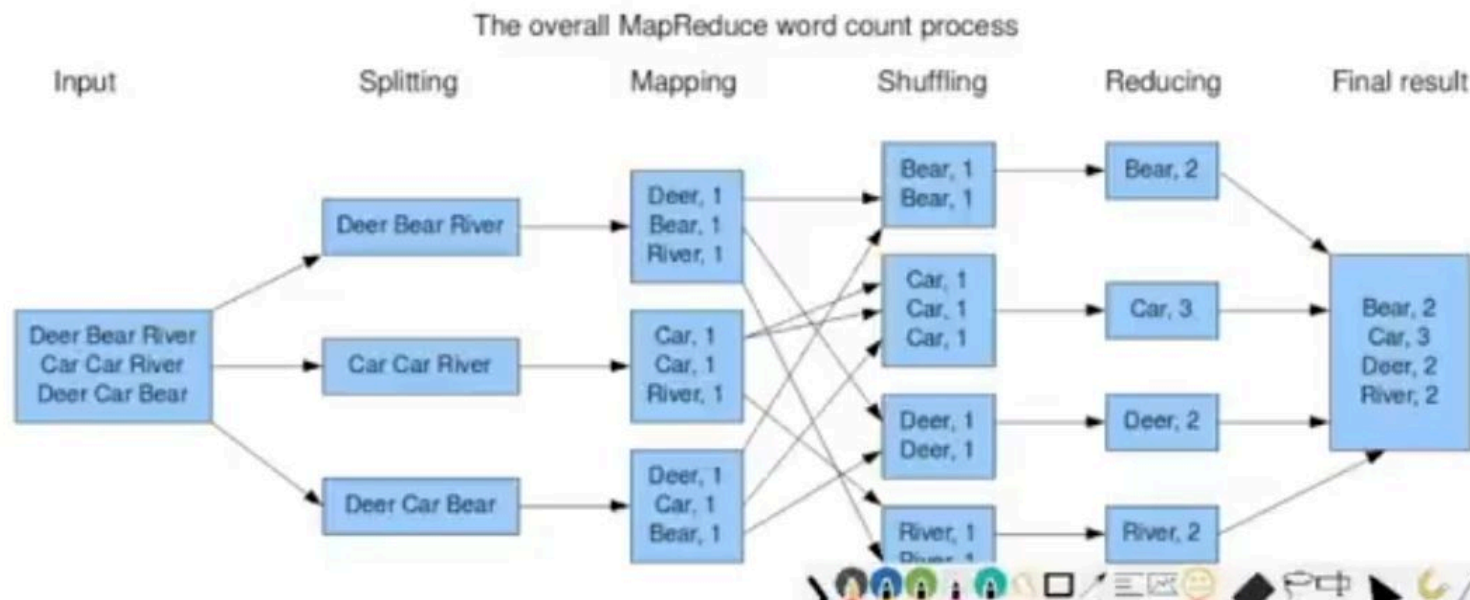 The overall MapReduce word count process
Input
Splitting
Mapping
Shuffling
Reducing
Final result
Deer Bear River
Car Car River
Deer Car Bear
Deer Bear River
Car Car River
Deer Car Bear
Deer, 1
Bear, 1
River, 1
Car, 1
Car, 1
River, 1
Deer, 1
Car, 1
Bear, 1
Bear, 1
Bear, 1
Car, 1
Car, 1
Car, 1
Deer, 1
Deer, 1
River, 1
River, 1
Bear, 2
Car, 3
Deer, 2
River, 2
Bear, 2
Car, 3
Deer, 2
River, 2